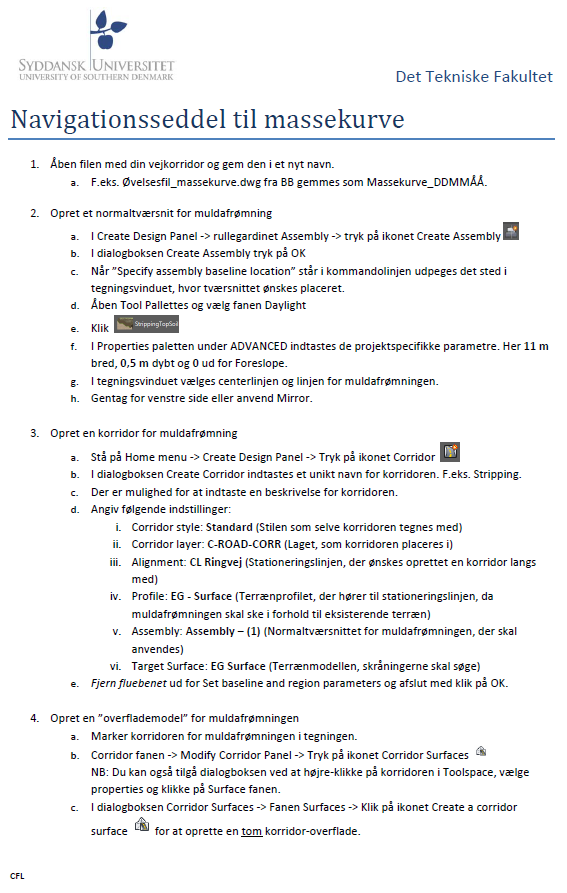 SYDDANSK UNIVERSITET
UNIVERSITY OF SOUTHERN DENMARK
Det Tekniske Fakultet
Navigationsseddel til massekurve
1. Åben filen med din vejkorridor og gem den i et nyt navn.
a. F.eks. Øvelsesfil_massekurve.dwg fra BB gemmes som Massekurve_DDMMÅÅ.
2. Opret et normaltværsnit for muldafrømning
a. I Create Design Panel -> rullegardinet Assembly -> tryk på ikonet Create Assembly
b. I dialogboksen Create Assembly tryk på OK
c. Når ”Specify assembly baseline location” står i kommandolinjen udpeges det sted i
tegningsvinduet, hvor tværsnittet ønskes placeret.
d. Åben Tool Pallettes og vælg fanen Daylight
e. Klik StrippingTopSoil
f. I Properties paletten under ADVANCED indtastes de projektspecifikke parametre. Her 11 m
bred, 0,5 m dybt og 0 ud for Foreslope.
g. I tegningsvinduet vælges centerlinjen og linjen for muldafrømningen.
h. Gentag for venstre side eller anvend Mirror.
3. Opret en korridor for muldafrømning
a. Stå på Home menu -> Create Design Panel -> Tryk på ikonet Corridor
b. I dialogboksen Create Corridor indtastes et unikt navn for korridoren. F.eks. Stripping.
c. Der er mulighed for at indtaste en beskrivelse for korridoren.
d. Angiv følgende indstillinger:
i. Corridor style: Standard (Stilen som selve korridoren tegnes med)
ii. Corridor layer: C-ROAD-CORR (Laget, som korridoren placeres i)
iii. Alignment: CL Ringvej (Stationeringslinjen, der ønskes oprettet en korridor langs
med)
iv. Profile: EG - Surface (Terrænprofilet, der hører til stationeringslinjen, da
muldafrømningen skal ske i forhold til eksisterende terræn)
v. Assembly: Assembly – (1) (Normaltværsnittet for muldafrømningen, der skal
anvendes)
vi. Target Surface: EG Surface (Terrænmodellen, skråningerne skal søge)
e. Fjern fluebenet ud for Set baseline and region parameters og afslut med klik på OK.
4. Opret en ”overflademodel” for muldafrømningen
a. Marker korridoren for muldafrømningen i tegningen.
b. Corridor fanen -> Modify Corridor Panel -> Tryk på ikonet Corridor Surfaces
NB: Du kan også tilgå dialogboksen ved at højre-klikke på korridoren i Toolspace, vælge
properties og klikke på Surface fanen.
c. I dialogboksen Corridor Surfaces -> Fanen Surfaces -> Klik på ikonet Create a corridor
surface for at oprette en tom korridor-overflade.
CFL